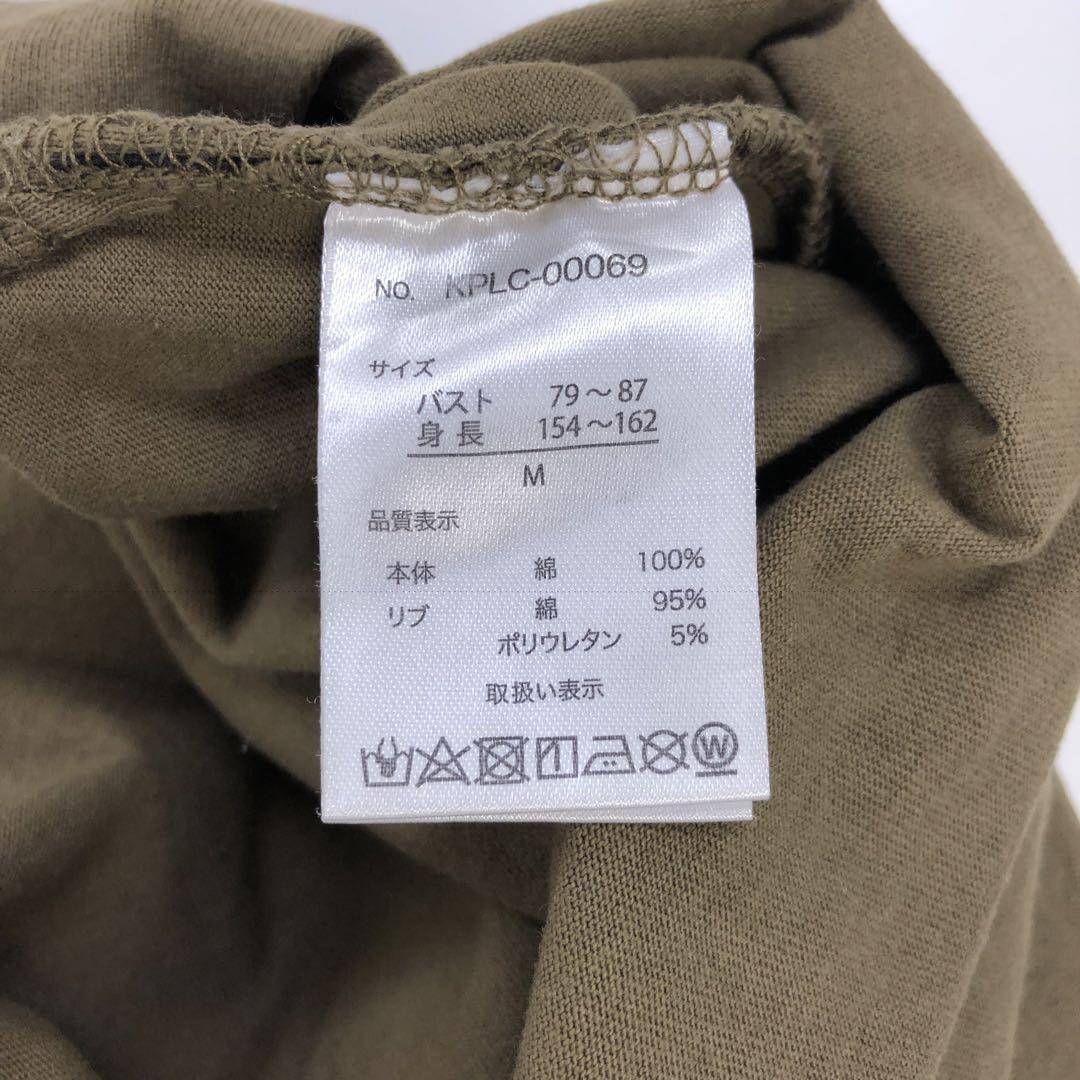 No. KPLC-00069
サイズ
バスト 79～87
身長 154～162
M
品質表示
本体 綿 100%
リブ 綿 95%
ポリウレタン 5%
取扱い表示
W